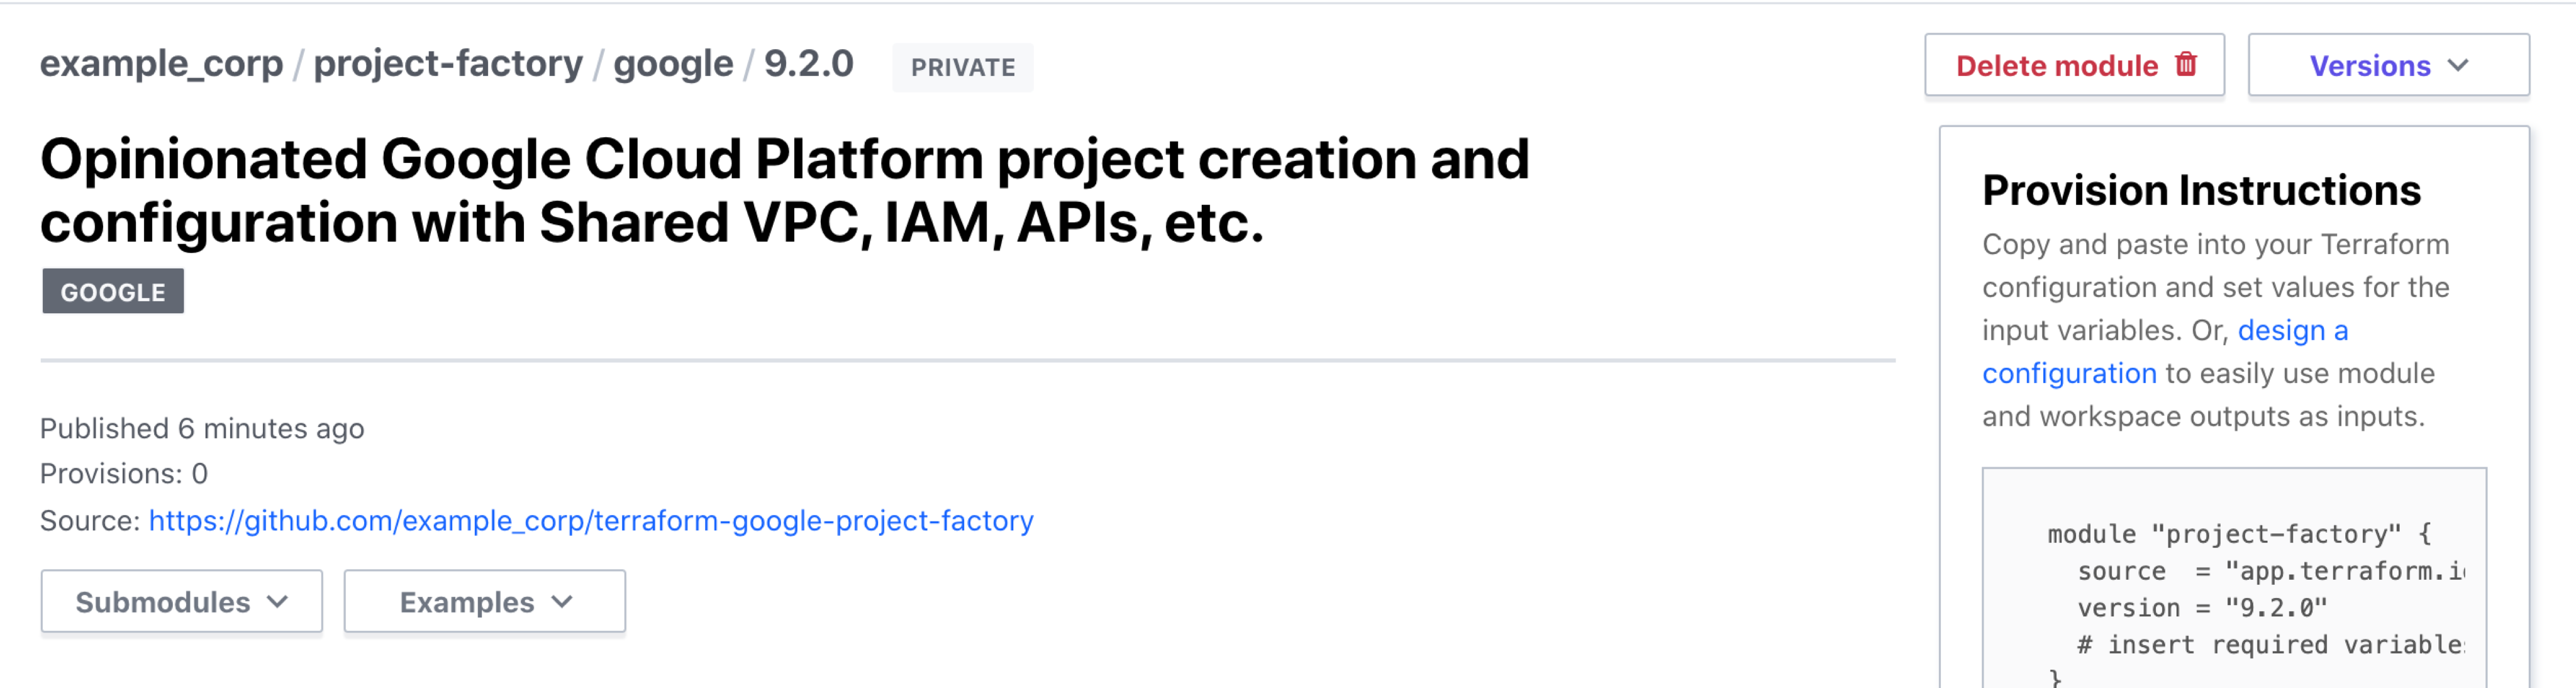 example_corp / project-factory / google / 9.2.0 PRIVATE
Delete module Versions
Opinionated Google Cloud Platform project creation and
configuration with Shared VPC, IAM, APIs, etc.
GOOGLE
Published 6 minutes ago
Provisions: 0
Source: https://github.com/example_corp/terraform-google-project-factory
Submodules Examples
Provision Instructions
Copy and paste into your Terraform
configuration and set values for the
input variables. Or, design a
configuration to easily use module
and workspace outputs as inputs.
module "project-factory" {
source = "app.terraform.i
version = "9.2.0"
# insert required variable
}